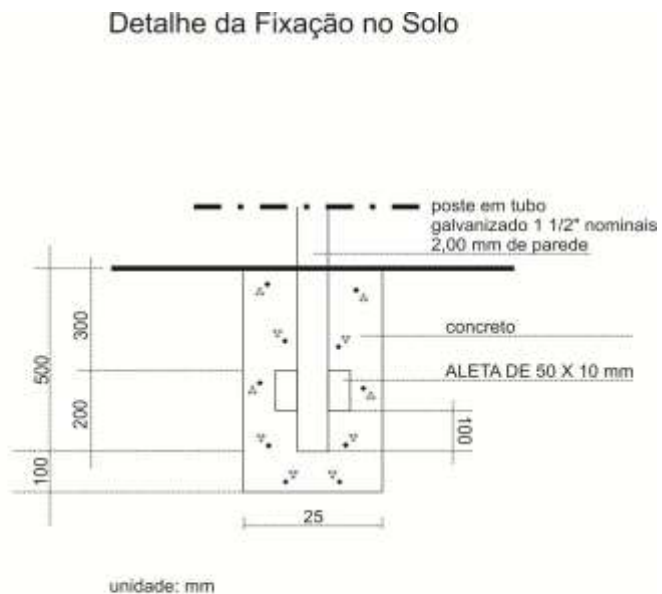 Detalhe da Fixação no Solo
poste em tubo
galvanizado 1 1/2" nominais
2,00 mm de parede
concreto
ALETA DE 50 X 10 mm
300
500
200
100
100
25
unidade: mm